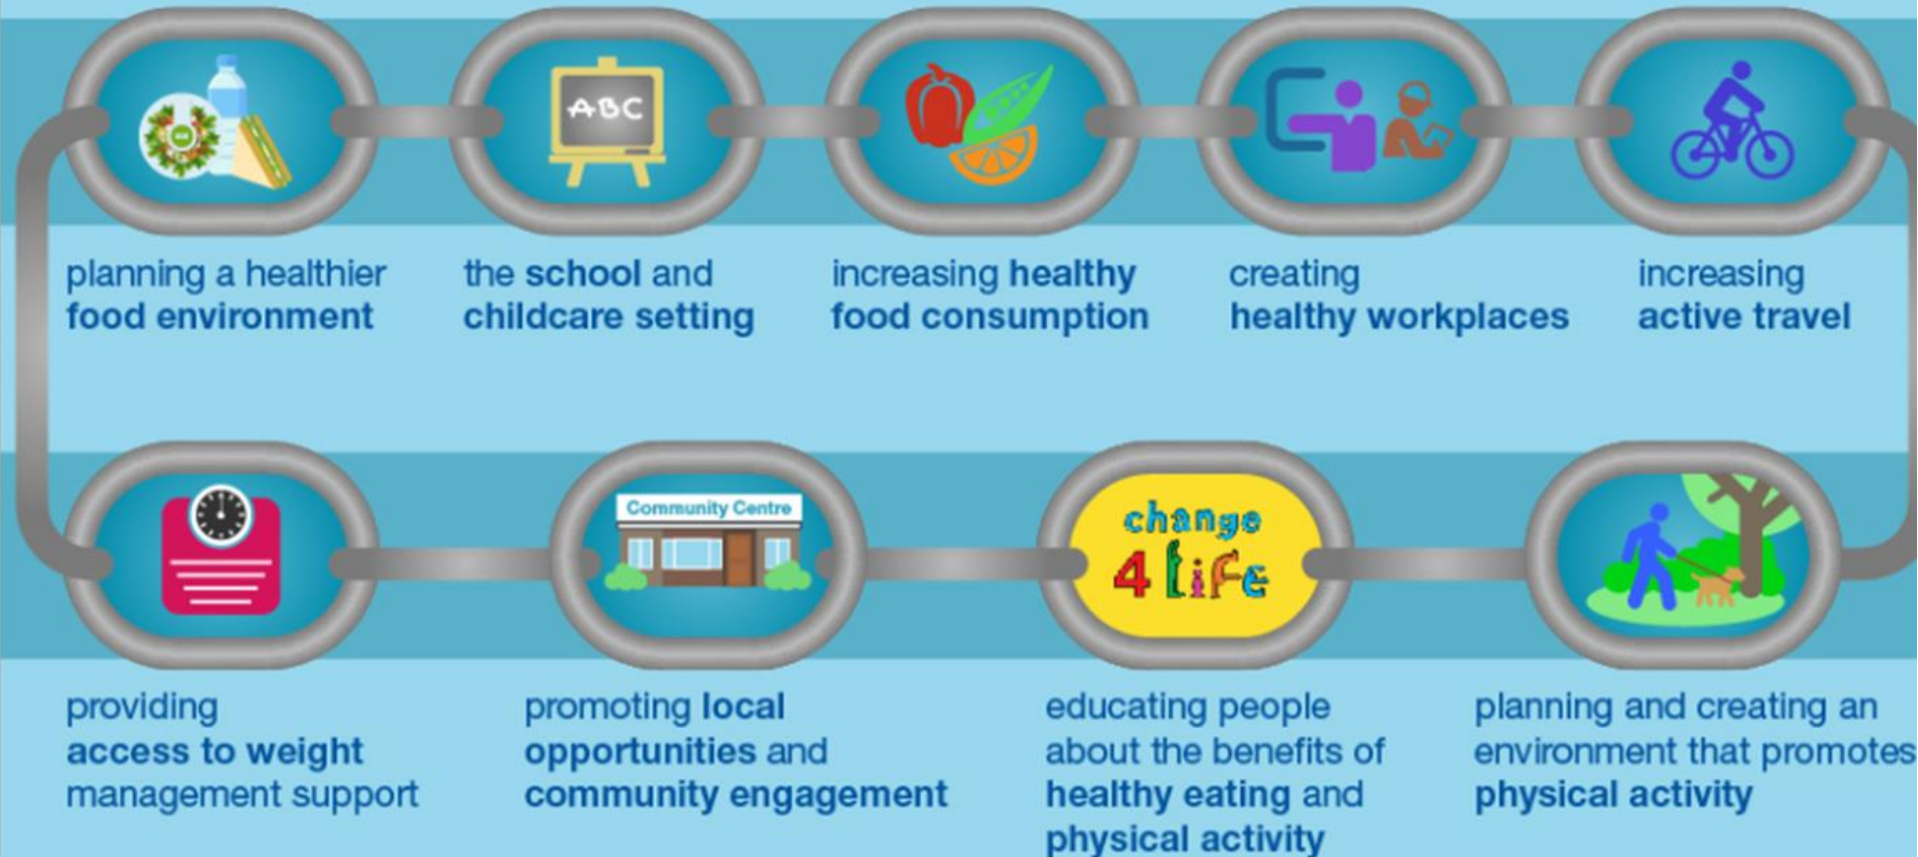 ABC
planning a healthier
food environment
the school and
childcare setting
increasing healthy
food consumption
creating
healthy workplaces
increasing
active travel
Community Centre
change
4 life
providing
access to weight
management support
promoting local
opportunities and
community engagement
educating people
about the benefits of
healthy eating and
physical activity
planning and creating an
environment that promotes
physical activity